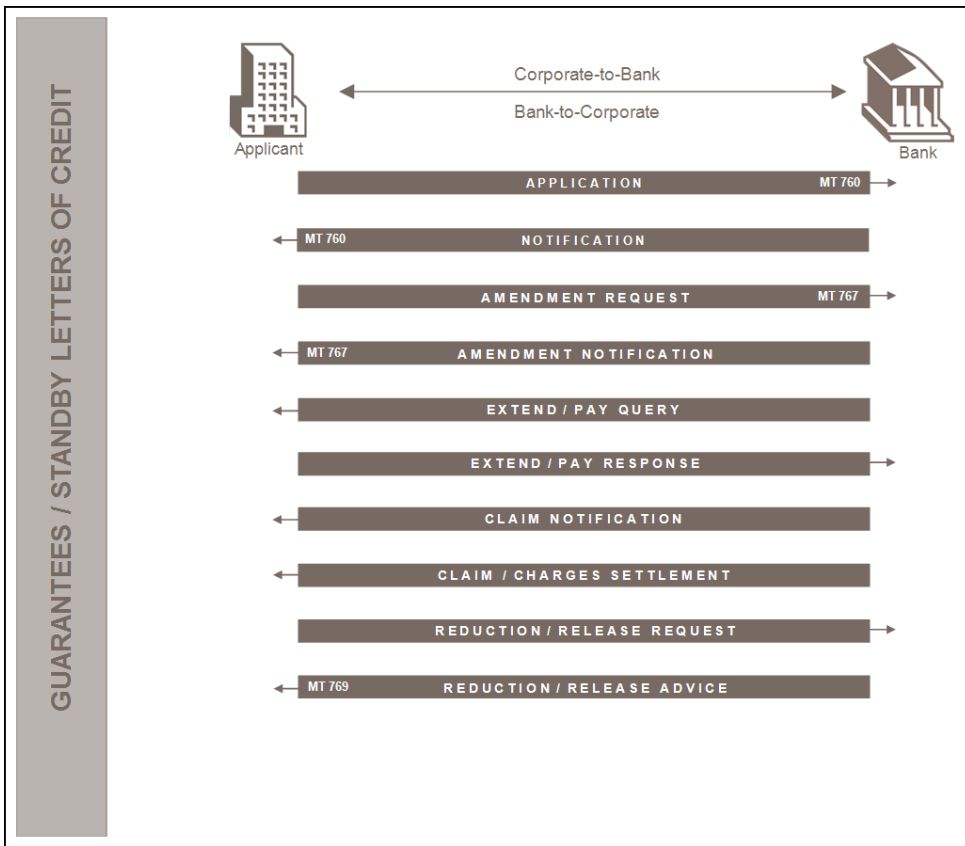 GUARANTEES / STANDBY LETTERS OF CREDIT
Corporate-to-Bank
Bank-to-Corporate
Applicant
Bank
APPLICATION MT 760
MT 760 NOTIFICATION
AMENDMENT REQUEST MT 767
MT 767 AMENDMENT NOTIFICATION
EXTEND / PAY QUERY
EXTEND / PAY RESPONSE
CLAIM NOTIFICATION
CLAIM / CHARGES SETTLEMENT
REDUCTION / RELEASE REQUEST
MT 769 REDUCTION / RELEASE ADVICE